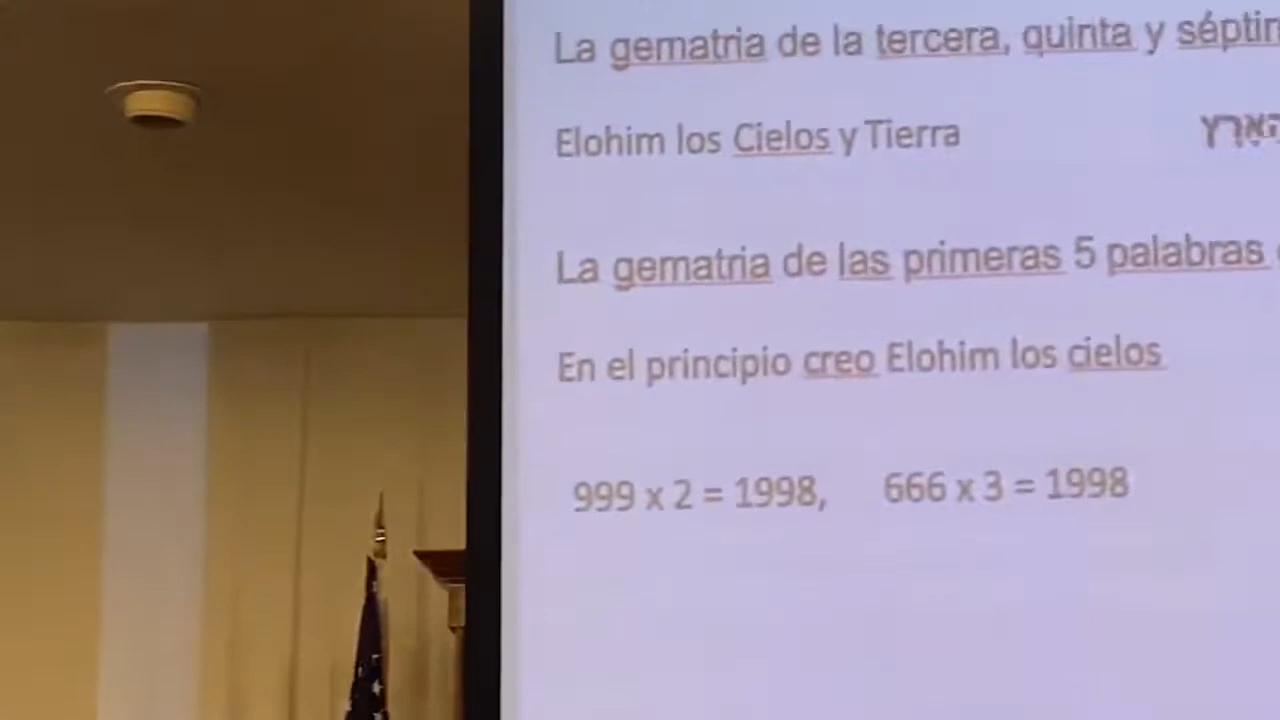 La gematria de la tercera, quinta y séptim
Elohim los Cielos y Tierra הארץ
La gematria de las primeras 5 palabras
En el principio creo Elohim los cielos
999 x 2 = 1998, 666 x 3 = 1998